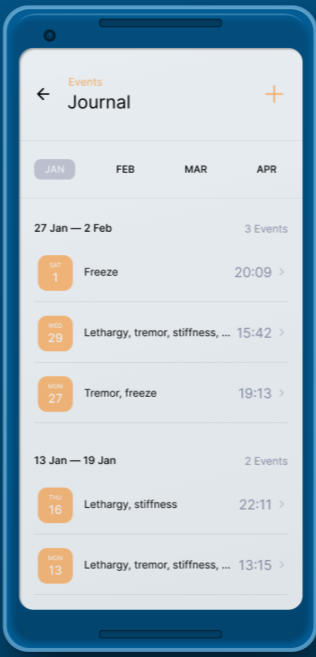 Events
Journal
JAN FEB MAR APR
27 Jan — 2 Feb 3 Events
SAT
1
Freeze 20:09
WED
29
Lethargy, tremor, stiffness, ... 15:42
MON
27
Tremor, freeze 19:13
13 Jan — 19 Jan 2 Events
THU
16
Lethargy, stiffness 22:11
MON
13
Lethargy, tremor, stiffness, ... 13:15